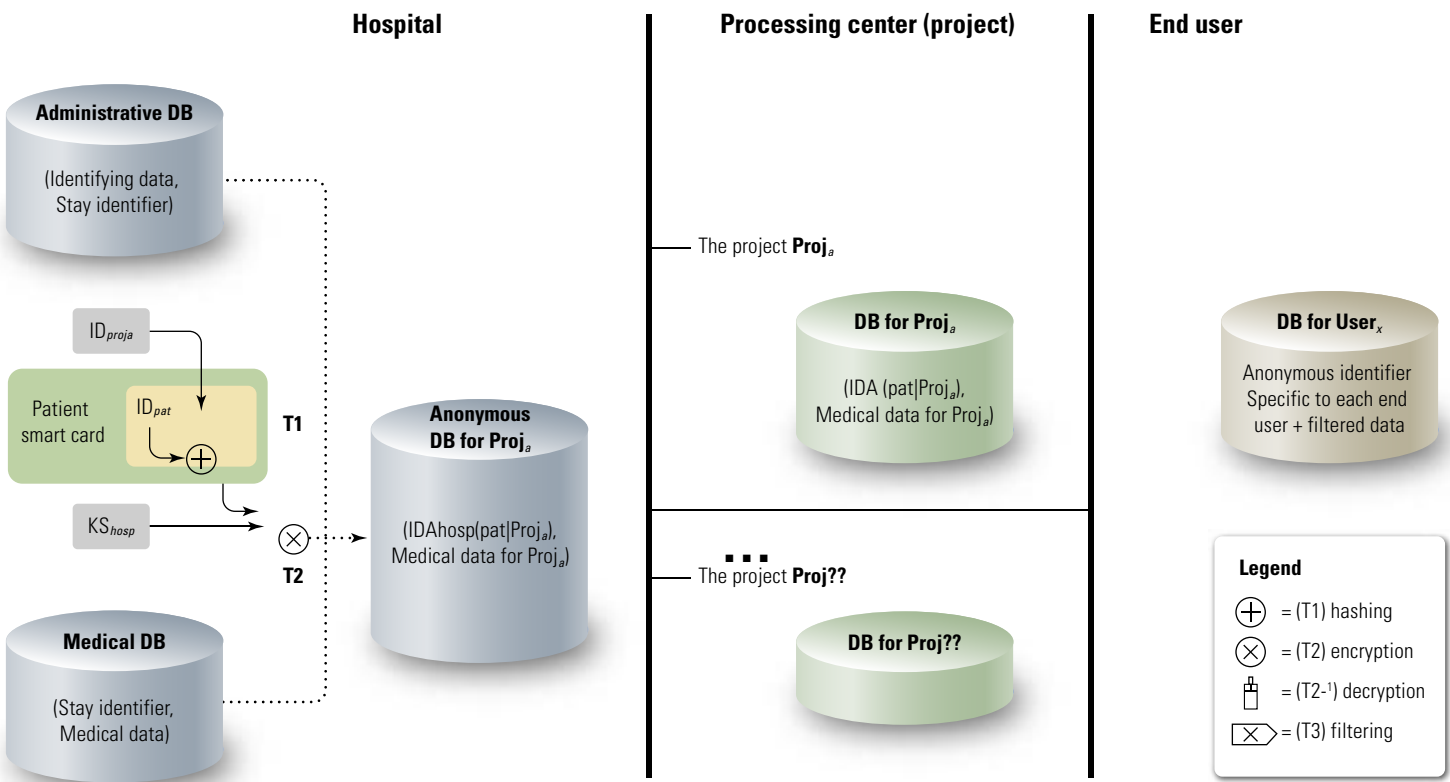 Hospital
Processing center (project)
End user
Administrative DB
(Identifying data,
Stay identifier)
ID proja
Patient
smart card
ID pat
T1
KS hosp
T2
Medical DB
(Stay identifier,
Medical data)
Anonymous
DB for Proj a
(IDAhosp(pat|Proj a),
Medical data for Proj a)
The project Proj a
DB for Proj a
(IDA (pat|Proj a),
Medical data for Proj a)
...
The project Proj??
DB for Proj??
DB for User x
Anonymous identifier
Specific to each end
user + filtered data
Legend
= (T1) hashing
= (T2) encryption
= (T2-¹) decryption
= (T3) filtering